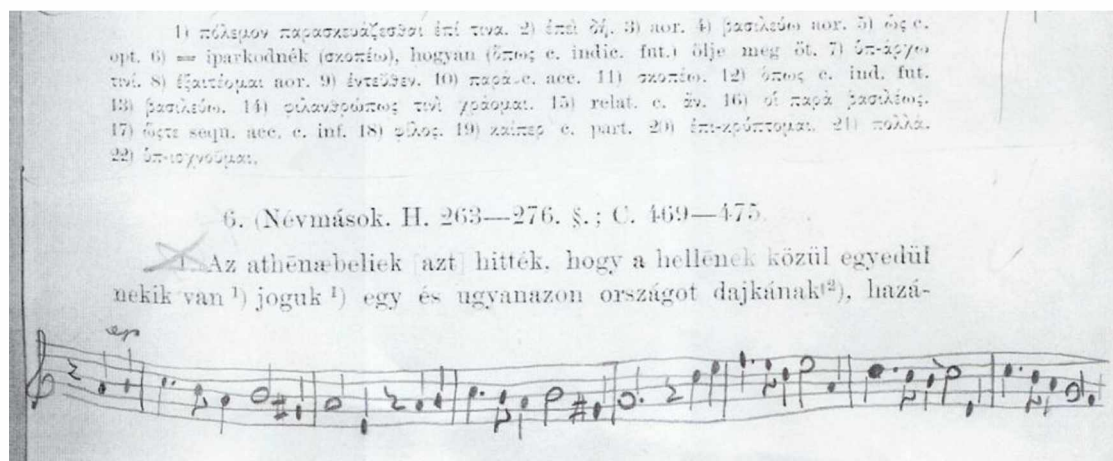 1) πόλεμον παρασκευάζεσθαι ἐπί τινα. 2) ἐπεὶ δή. 3) aor. 4) βασιλεύω aor. 5) ὡς c.
opt. 6) = iparkodnék (σκοπέω), hogyan (ὅπως c. indic. fut.) ölje meg őt. 7) ὑπ-άρχω
τινί. 8) ἐξαιτέομαι aor. 9) ἐντεῦθεν. 10) παρά c. acc. 11) σκοπέω. 12) ὅπως c. ind. fut.
13) βασιλεύω. 14) φιλανθρώπως τινὶ χράομαι. 15) relat. c. ἄν. 16) οἱ παρὰ βασιλέως.
17) ὥςτε sequ. acc. c. inf. 18) φίλος. 19) καίπερ c. part. 20) ἐπι-κρύπτομαι. 21) πολλά.
22) ὑπ-ισχνοῦμαι.
6. (Névmások. H. 263—276. §.; C. 469—475.
1. Az athēnæbeliek [azt] hitték, hogy a hellēnek közül egyedül
nekik van ¹) joguk ¹) egy és ugyanazon országot dajkának ²), hazá-